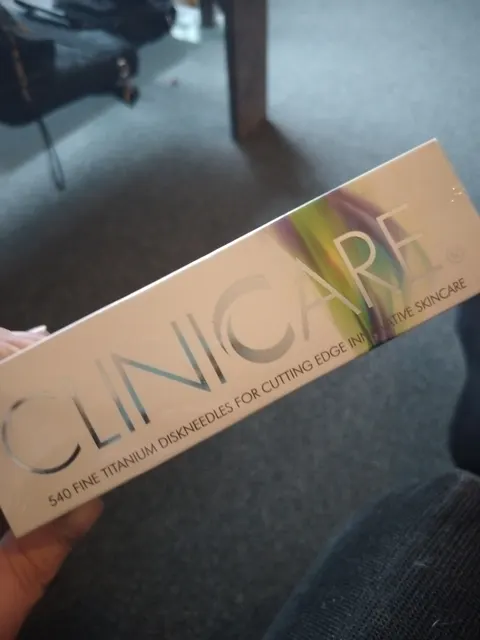 CLINICARE®
540 FINE TITANIUM DISKNEEDLES FOR CUTTING EDGE INNOVATIVE SKINCARE